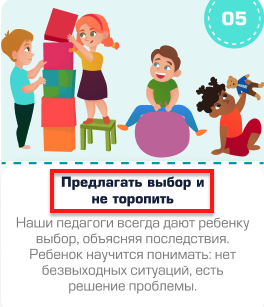 05
Предлагать выбор и
не торопить
Наши педагоги всегда дают ребенку
выбор, объясняя последствия.
Ребенок научится понимать: нет
безвыходных ситуаций, есть
решение проблемы.